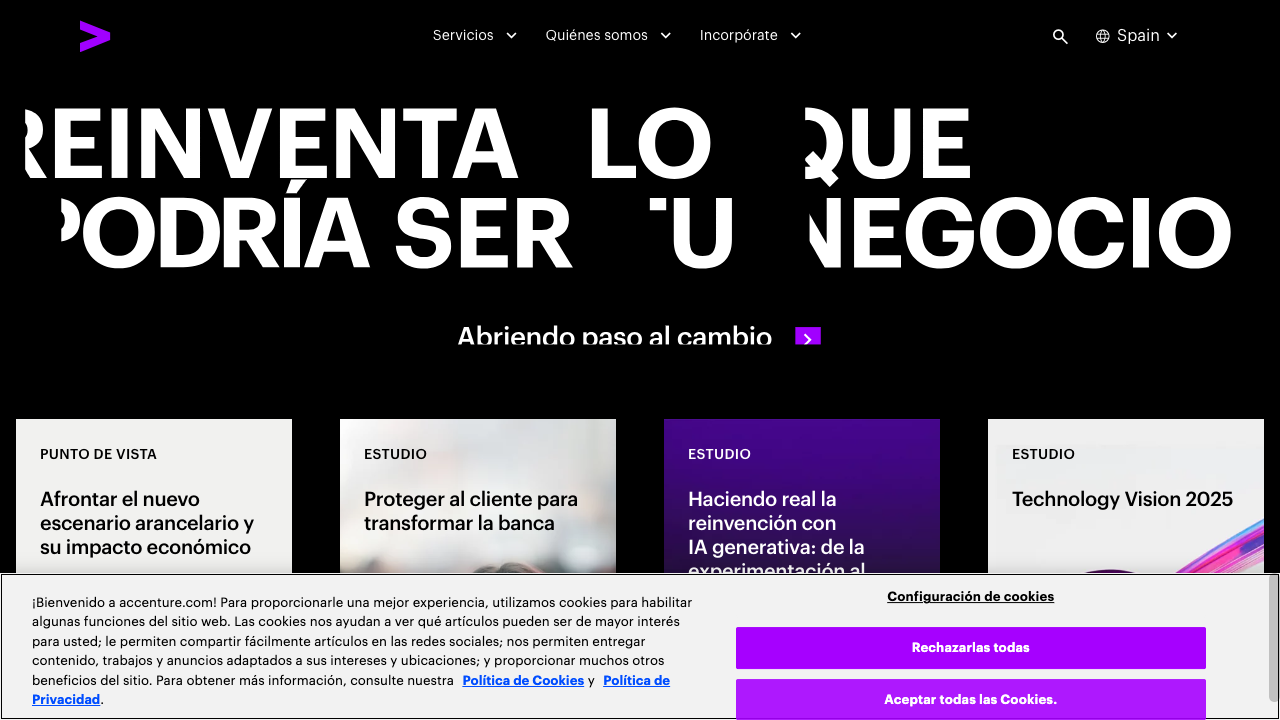 Servicios
Quiénes somos
Incorpórate
Spain
REINVENTA LO QUE
PODRÍA SER TU NEGOCIO
Abriendo paso al cambio
PUNTO DE VISTA
Afrontar el nuevo
escenario arancelario y
su impacto económico
ESTUDIO
Proteger al cliente para
transformar la banca
ESTUDIO
Haciendo real la
reinvención con
IA generativa: de la
experimentación al
ESTUDIO
Technology Vision 2025
¡Bienvenido a accenture.com! Para proporcionarle una mejor experiencia, utilizamos cookies para habilitar
algunas funciones del sitio web. Las cookies nos ayudan a ver qué artículos pueden ser de mayor interés
para usted; le permiten compartir fácilmente artículos en las redes sociales; nos permiten entregar
contenido, trabajos y anuncios adaptados a sus intereses y ubicaciones; y proporcionar muchos otros
beneficios del sitio. Para obtener más información, consulte nuestra Política de Cookies y Política de
Privacidad.
Configuración de cookies
Rechazarlas todas
Aceptar todas las Cookies.